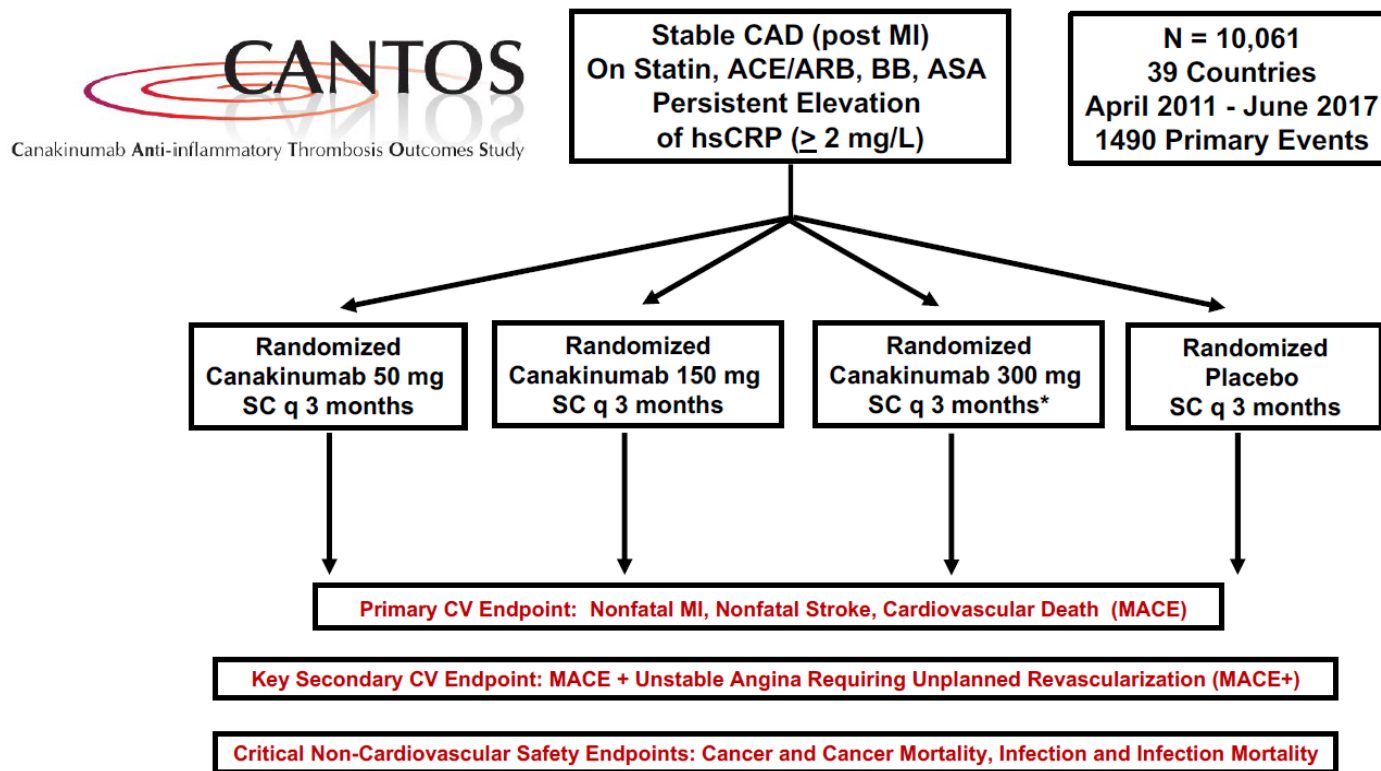 CANTOS
Canakinumab Anti-inflammatory Thrombosis Outcomes Study
Stable CAD (post MI)
On Statin, ACE/ARB, BB, ASA
Persistent Elevation
of hsCRP (≥ 2 mg/L)
N = 10,061
39 Countries
April 2011 - June 2017
1490 Primary Events
Randomized
Canakinumab 50 mg
SC q 3 months
Randomized
Canakinumab 150 mg
SC q 3 months
Randomized
Canakinumab 300 mg
SC q 3 months*
Randomized
Placebo
SC q 3 months
Primary CV Endpoint: Nonfatal MI, Nonfatal Stroke, Cardiovascular Death (MACE)
Key Secondary CV Endpoint: MACE + Unstable Angina Requiring Unplanned Revascularization (MACE+)
Critical Non-Cardiovascular Safety Endpoints: Cancer and Cancer Mortality, Infection and Infection Mortality